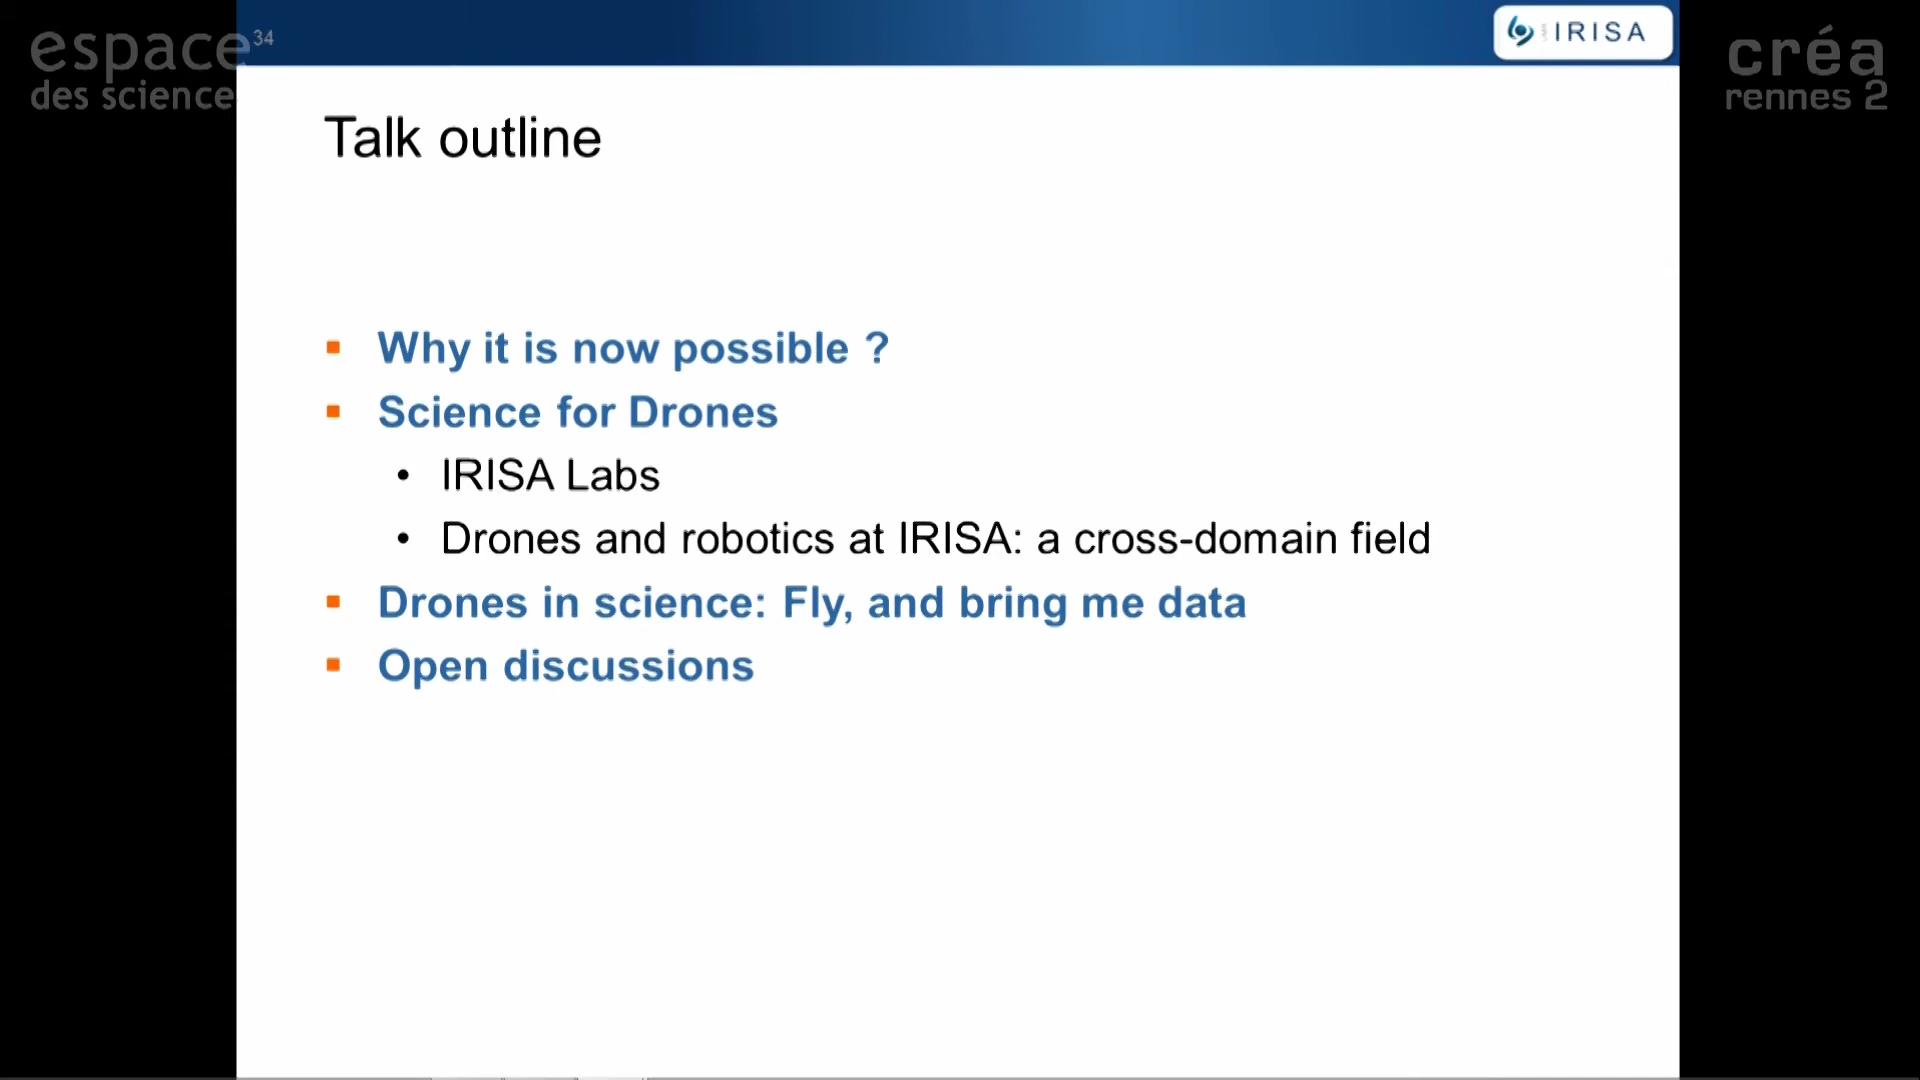 espace
des science
34
IRISA
créa
rennes 2
Talk outline
Why it is now possible ?
Science for Drones
IRISA Labs
Drones and robotics at IRISA: a cross-domain field
Drones in science: Fly, and bring me data
Open discussions